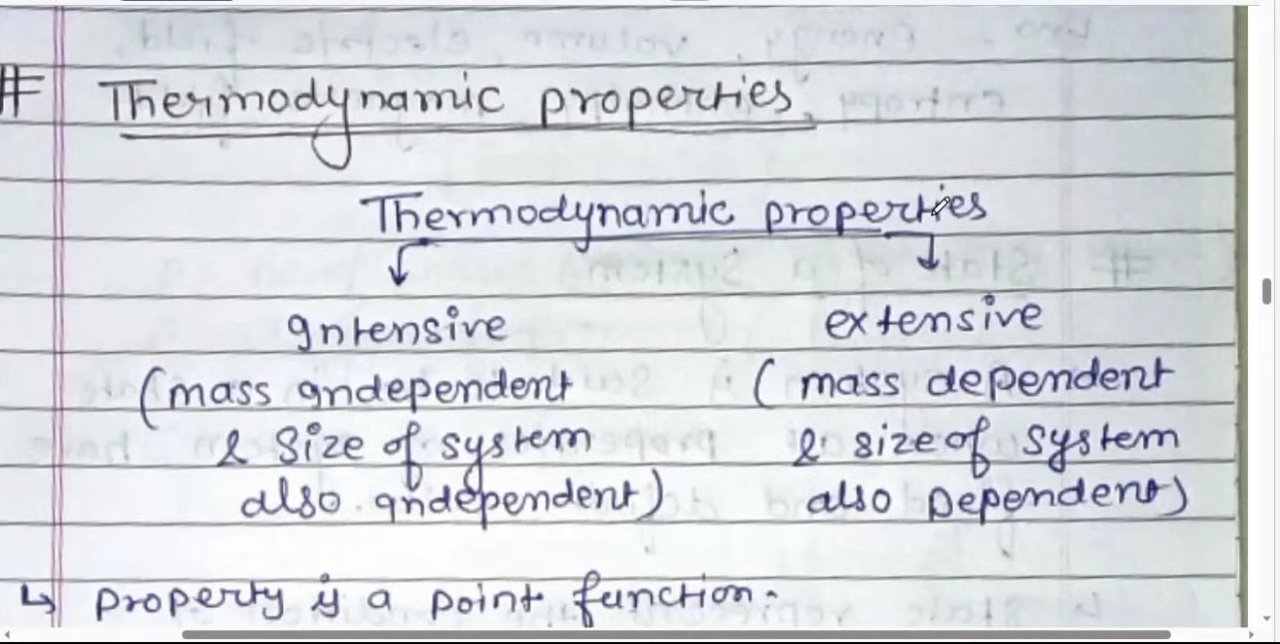 # Thermodynamic properties
Thermodynamic properties
Intensive extensive
(mass independent (mass dependent
& Size of system & size of system
also independent) also Dependent)
↳ property is a point function.